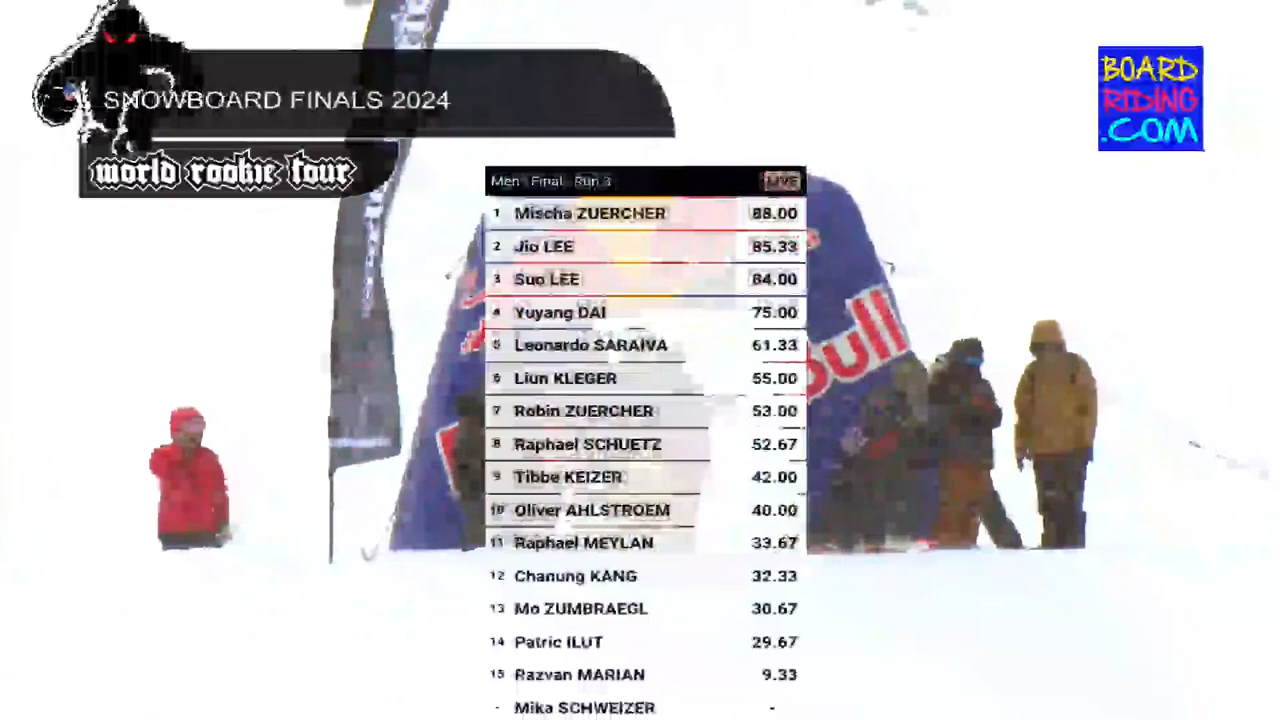 SNOWBOARD FINALS 2024
world rookie tour
BOARD
RIDING
.COM
Men - Final - Run 3 LIVE
1 Mischa ZUERCHER 88.00
2 Jio LEE 85.33
3 Suo LEE 84.00
4 Yuyang DAI 75.00
5 Leonardo SARAIVA 61.33
6 Liun KLEGER 55.00
7 Robin ZUERCHER 53.00
8 Raphael SCHUETZ 52.67
9 Tibbe KEIZER 42.00
10 Oliver AHLSTROEM 40.00
11 Raphael MEYLAN 33.67
12 Chanung KANG 32.33
13 Mo ZUMBRAEGL 30.67
14 Patric ILUT 29.67
15 Razvan MARIAN 9.33
- Mika SCHWEIZER -
Bull